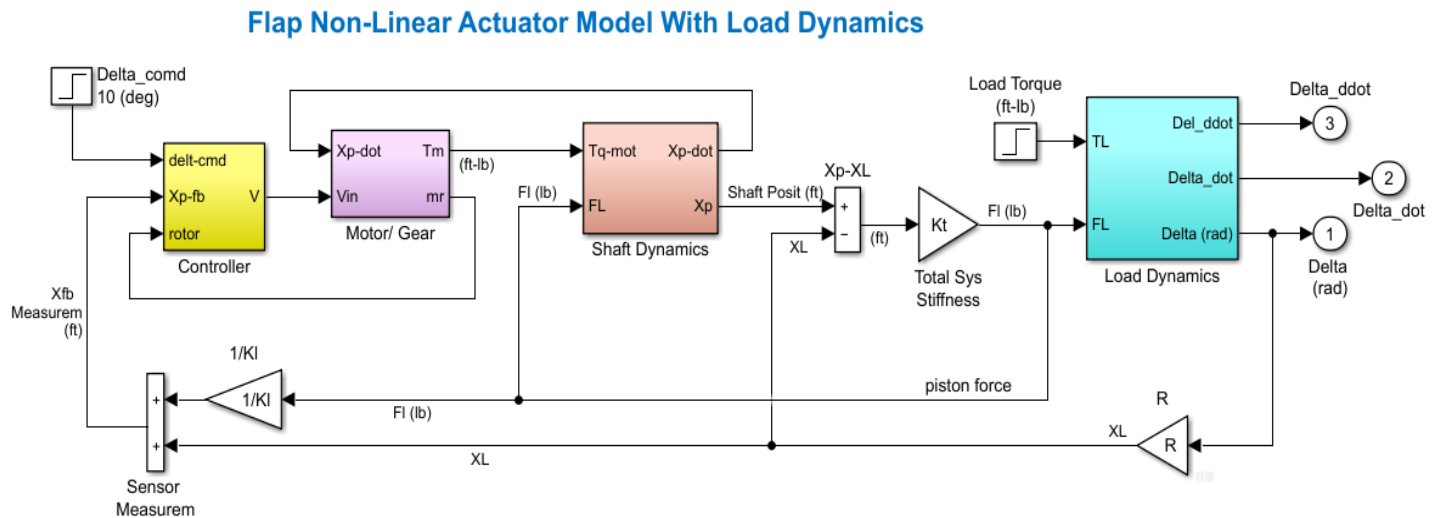 Flap Non-Linear Actuator Model With Load Dynamics
Delta_comd
10 (deg)
delt-cmd
Xp-fb
V
rotor
Controller
Xp-dot
Tm
Vin
mr
Motor/ Gear
(ft-lb)
Fl (lb)
Tq-mot
Xp-dot
FL
Xp
Shaft Dynamics
Shaft Posit (ft)
XL
Xp-XL
+
−
(ft)
Kt
Total Sys
Stiffness
Fl (lb)
Load Torque
(ft-lb)
TL
Del_ddot
Delta_dot
FL
Delta (rad)
Load Dynamics
Delta_ddot
3
2
Delta_dot
1
Delta
(rad)
Xfb
Measurem
(ft)
1/Kl
1/Kl
Fl (lb)
piston force
+
+
XL
XL
R
R
Sensor
Measurem